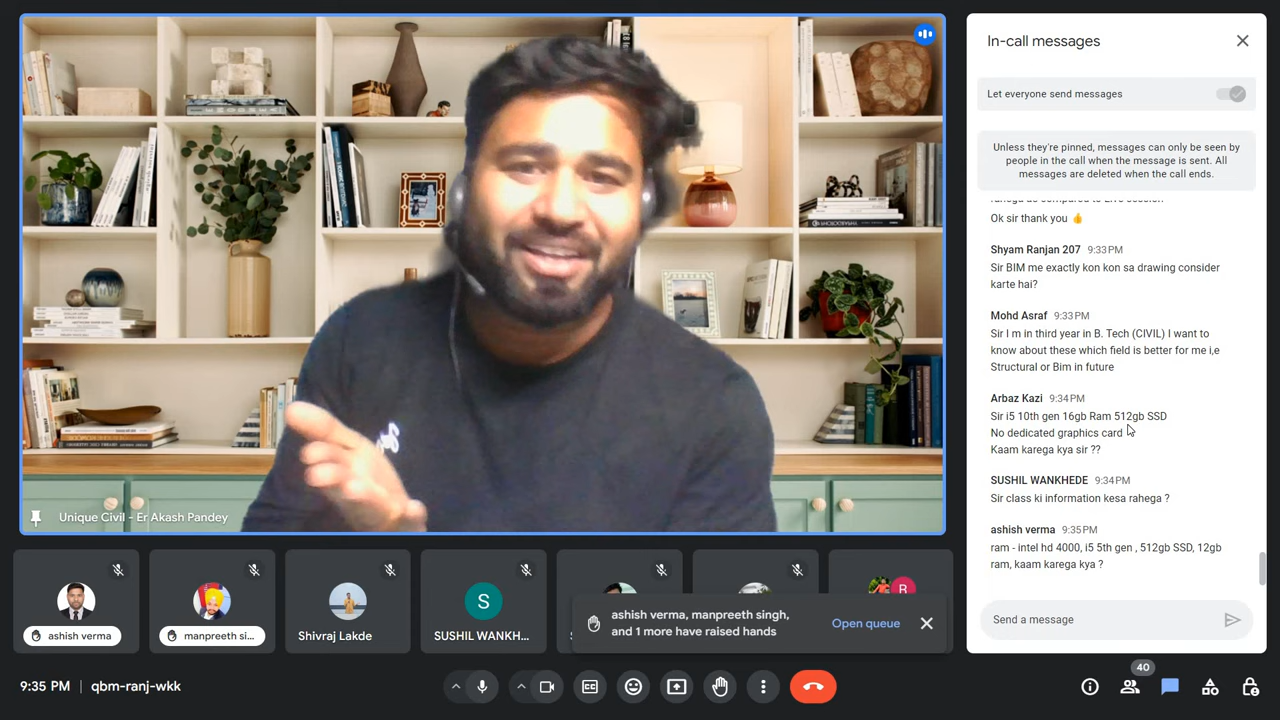 Unique Civil - Er Akash Pandey
ashish verma
manpreet si...
Shivraj Lakde
S
SUSHIL WANKH...
R
ashish verma, manpreeth singh,
and 1 more have raised hands
Open queue
9:35 PM | qbm-ranj-wkk
In-call messages
Let everyone send messages
Unless they're pinned, messages can only be seen by
people in the call when the message is sent. All
messages are deleted when the call ends.
Ok sir thank you 👍
Shyam Ranjan 207 9:33 PM
Sir BIM me exactly kon kon sa drawing consider
karte hai?
Mohd Asraf 9:33 PM
Sir I m in third year in B. Tech (CIVIL) I want to
know about these which field is better for me i,e
Structural or Bim in future
Arbaz Kazi 9:34 PM
Sir i5 10th gen 16gb Ram 512gb SSD
No dedicated graphics card
Kaam karega kya sir ??
SUSHIL WANKHEDE 9:34 PM
Sir class ki information kesa rahega ?
ashish verma 9:35 PM
ram - intel hd 4000, i5 5th gen , 512gb SSD, 12gb
ram, kaam karega kya ?
Send a message
40